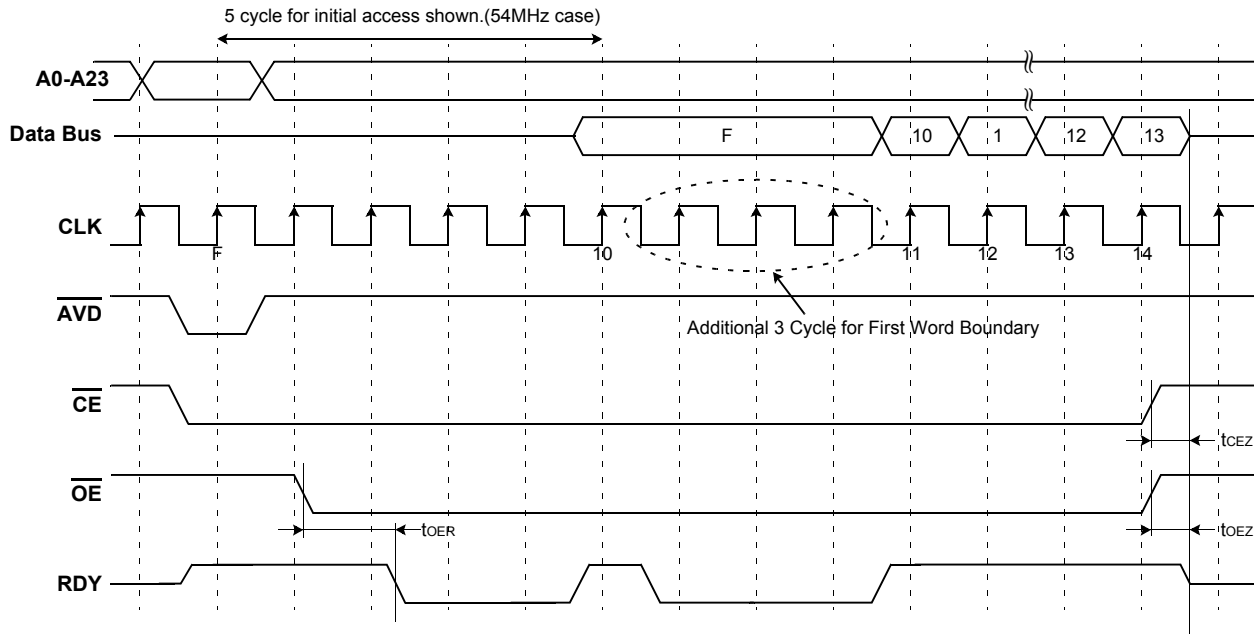 5 cycle for initial access shown.(54MHz case)
A0-A23
Data Bus
F
10
1
12
13
CLK
F
10
11
12
13
14
AVD
Additional 3 Cycle for First Word Boundary
CE
tCEZ
OE
tOER
tOEZ
RDY